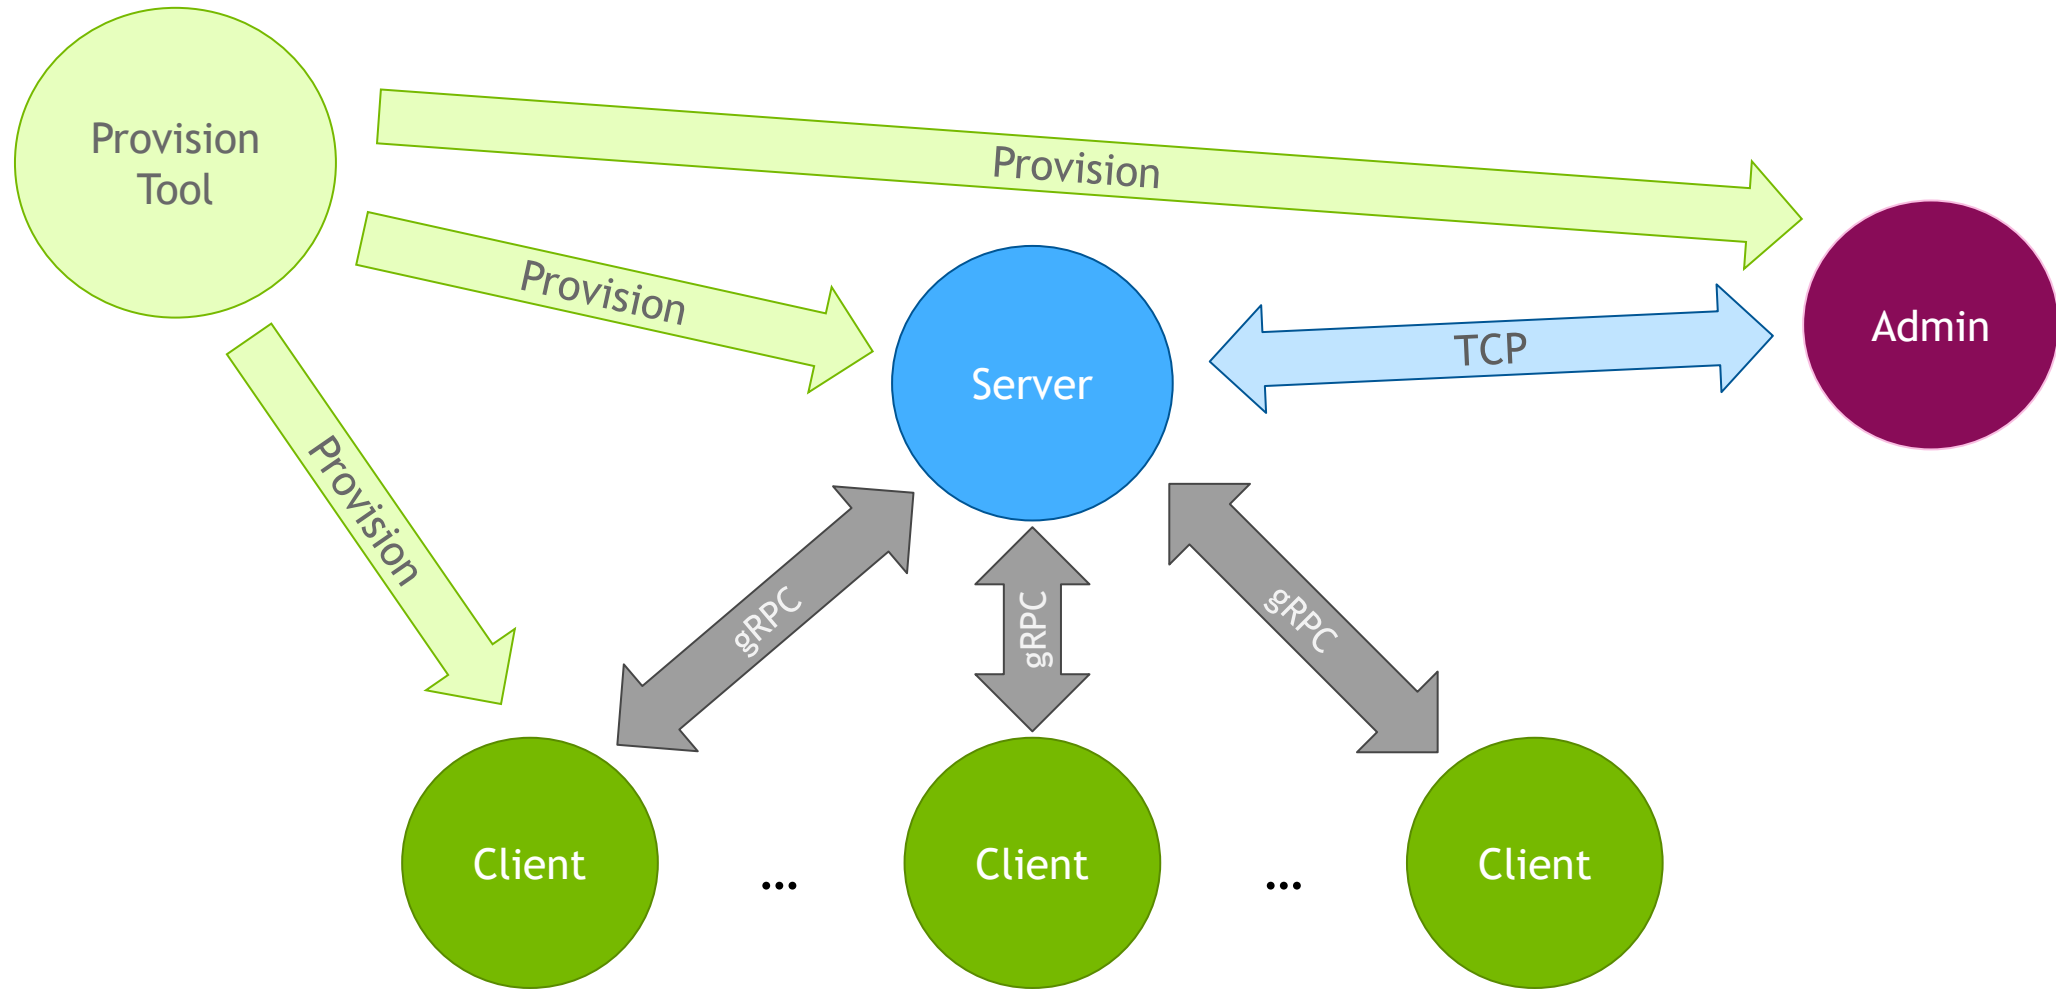 Provision
Tool
Provision
Provision
Provision
Server
TCP
Admin
gRPC
gRPC
gRPC
Client
...
Client
...
Client